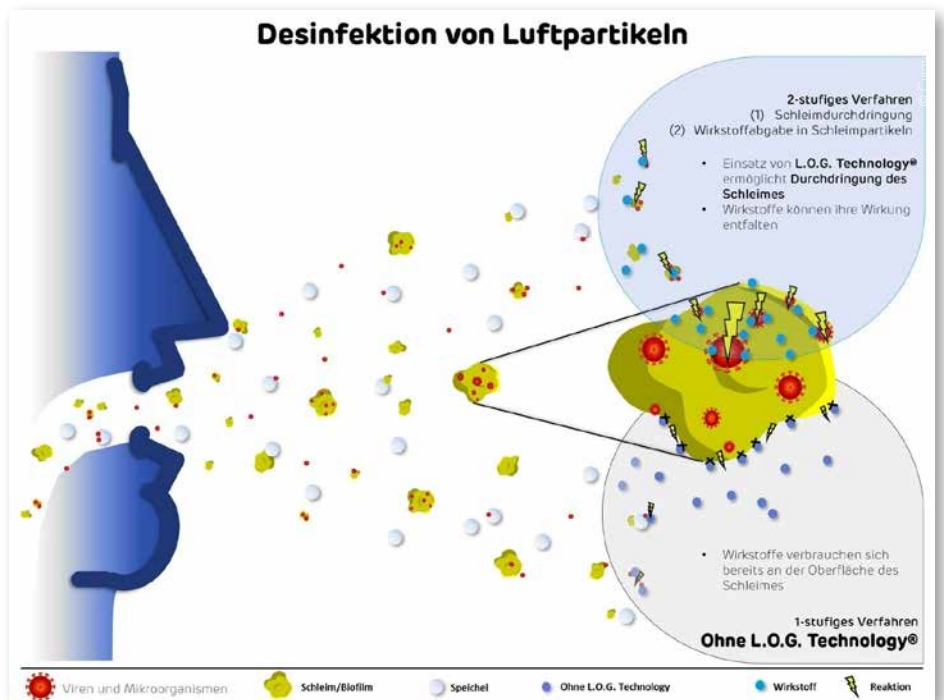 Desinfektion von Luftpartikeln
2-stufiges Verfahren
(1) Schleimdurchdringung
(2) Wirkstoffabgabe in Schleimpartikeln
• Einsatz von L.O.G. Technology®
ermöglicht Durchdringung des
Schleimes
• Wirkstoffe können ihre Wirkung
entfalten
• Wirkstoffe verbrauchen sich
bereits an der Oberfläche des
Schleimes
1-stufiges Verfahren
Ohne L.O.G. Technology®
Viren und Mikroorganismen
Schleim/Biofilm
Speichel
Ohne L.O.G. Technology
Wirkstoff
Reaktion